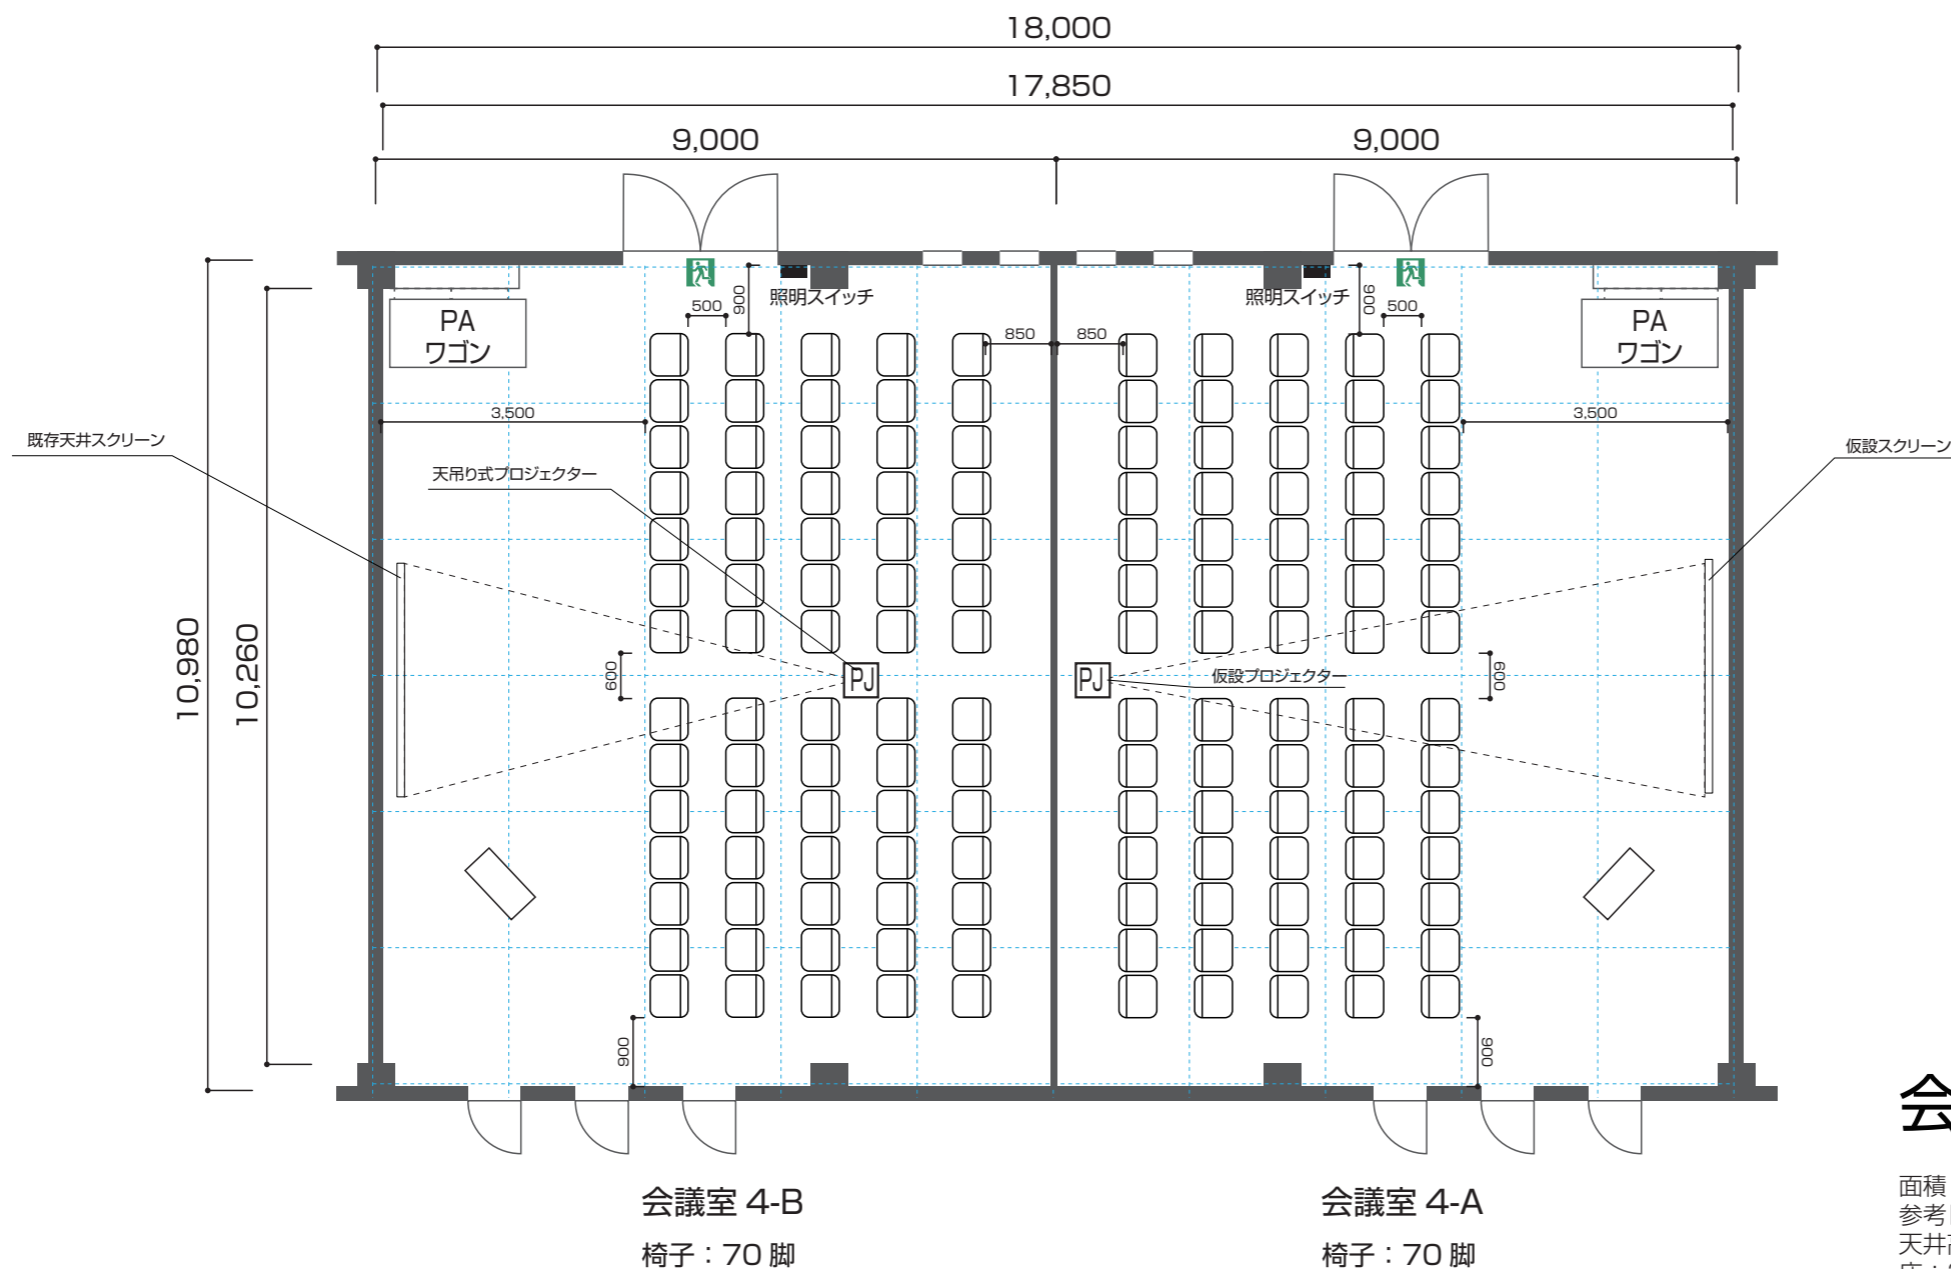 18,000
17,850
9,000
9,000
PA
ワゴン
500
900
照明スイッチ
850
850
照明スイッチ
900
500
PA
ワゴン
3,500
3,500
既存天井スクリーン
天吊り式プロジェクター
仮設スクリーン
10,980
10,260
600
PJ
PJ
仮設プロジェクター
600
900
900
会議室 4-B
椅子：70 脚
会議室 4-A
椅子：70 脚
会
面積
参考
天井